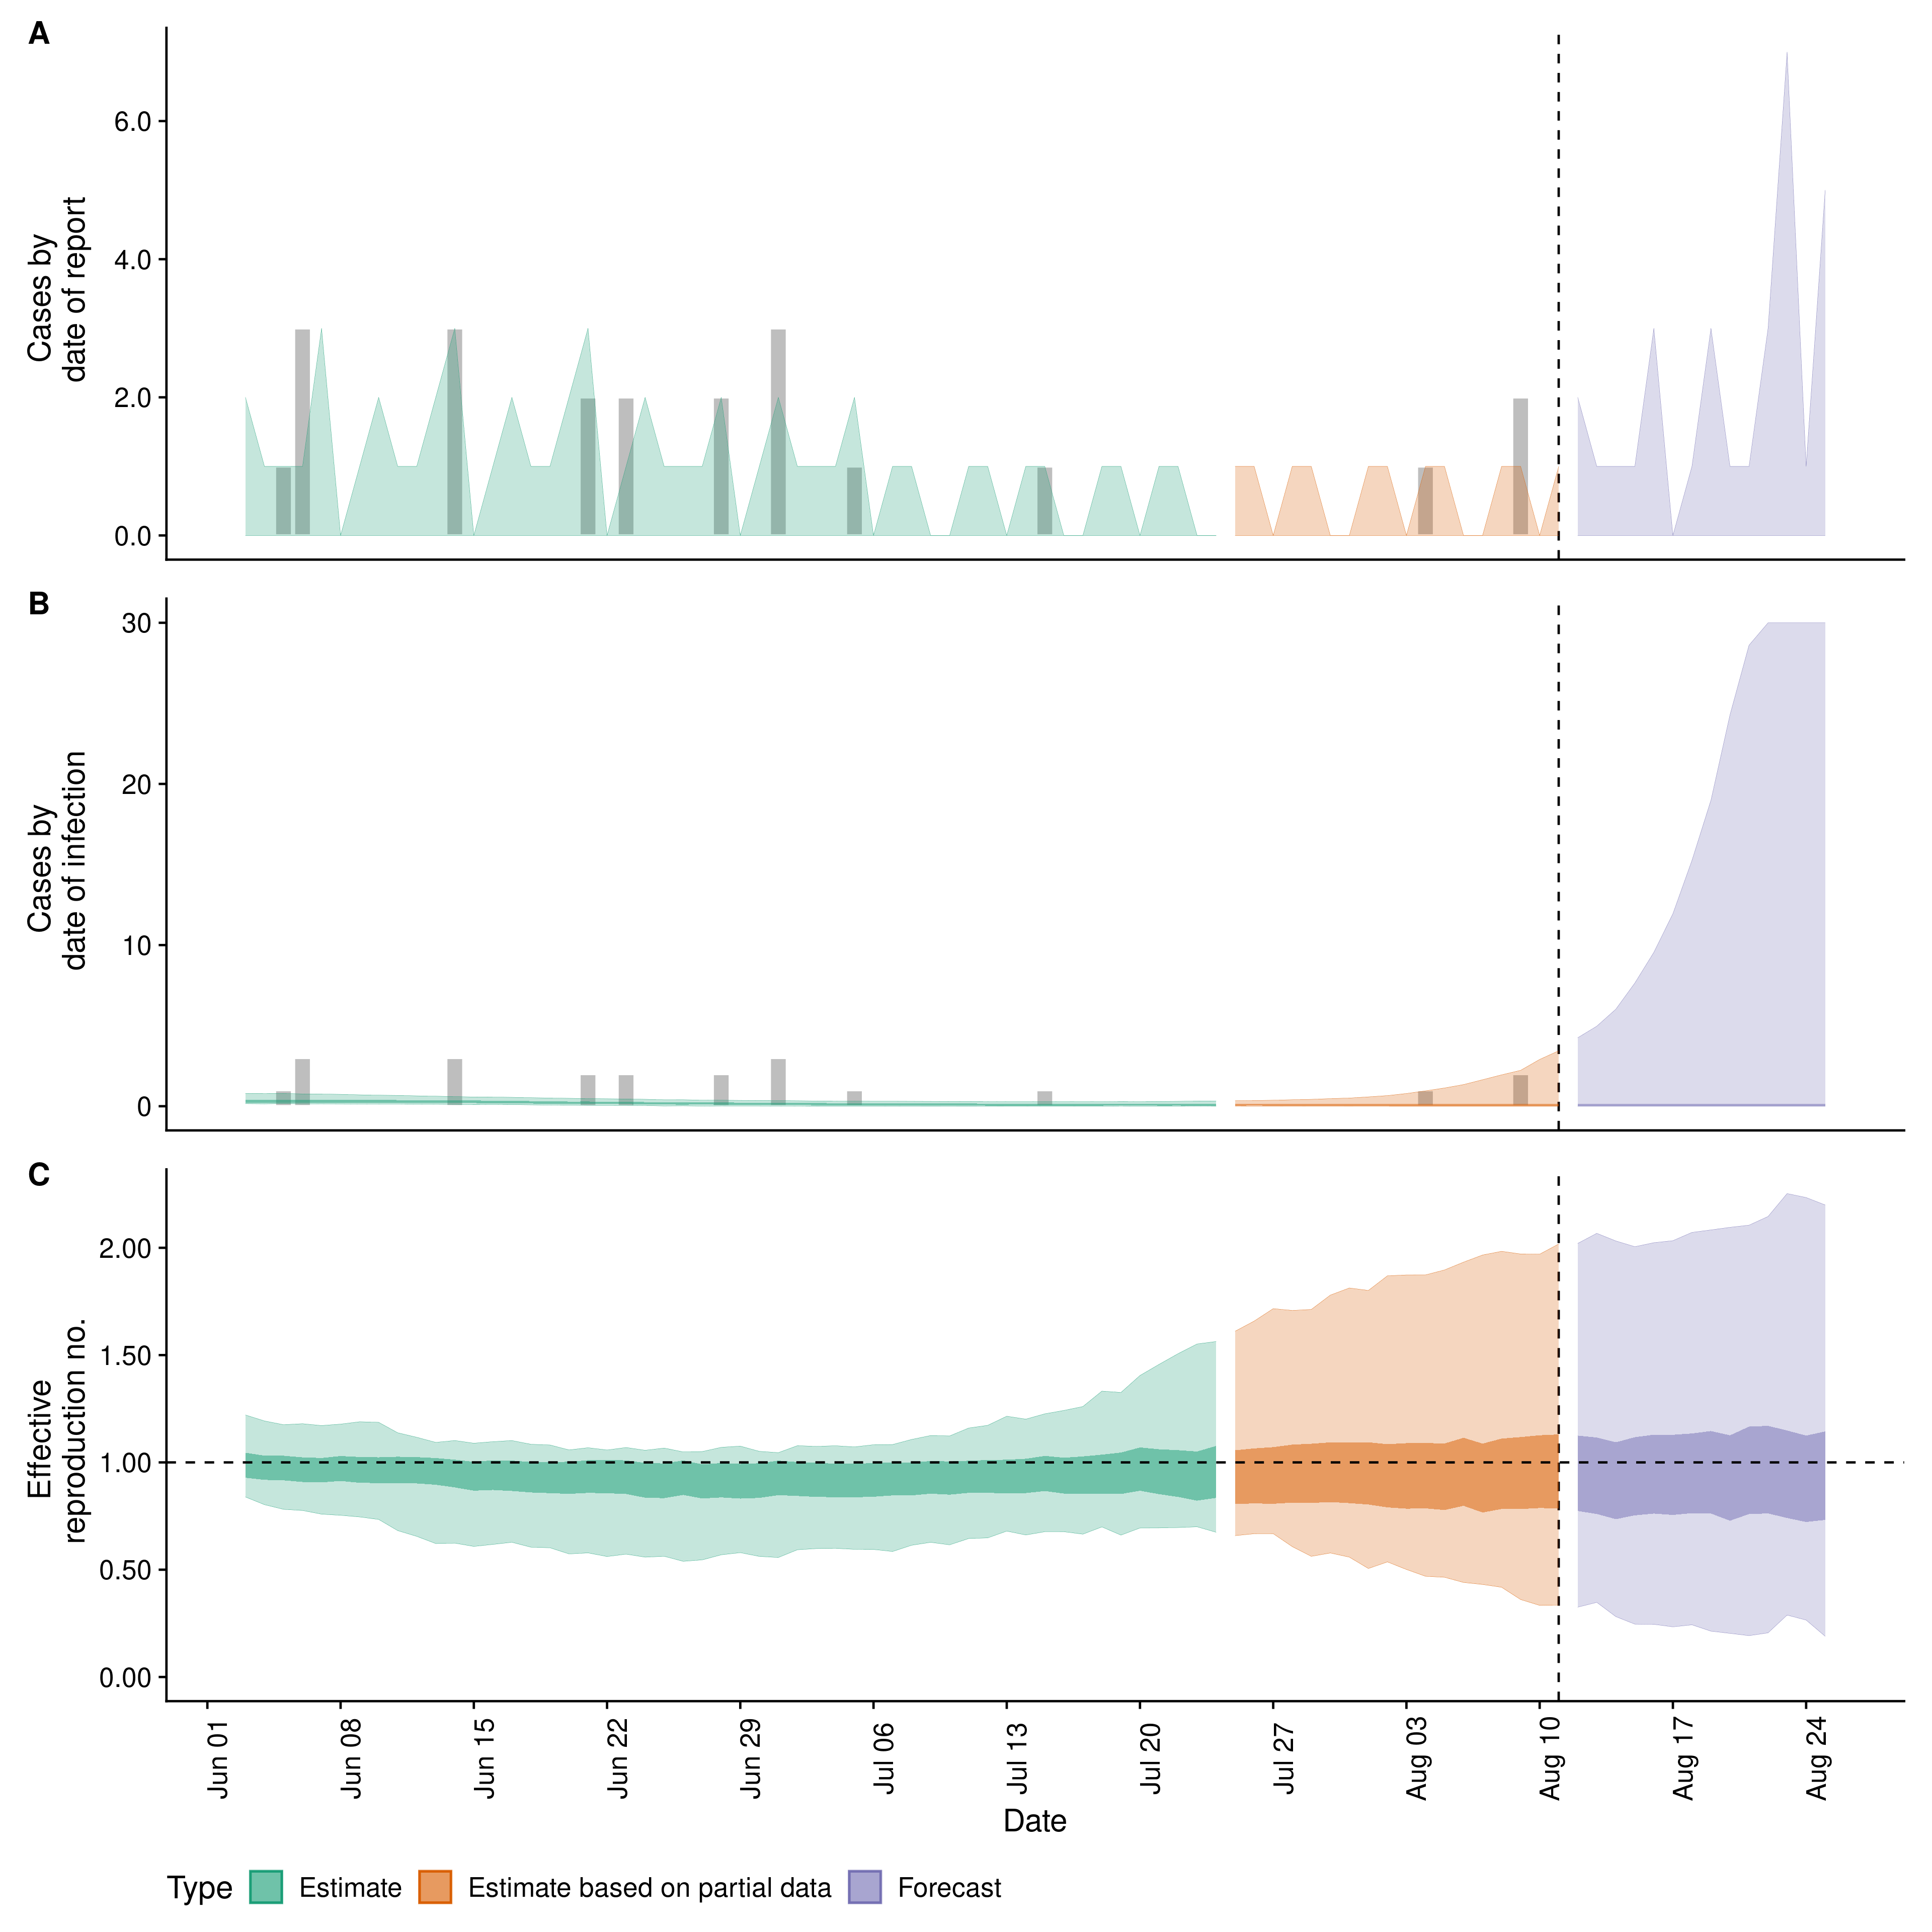 A
Cases by
date of report
6.0
4.0
2.0
0.0
B
Cases by
date of infection
30
20
10
0
C
Effective
reproduction no.
2.00
1.50
1.00
0.50
0.00
Jun 01
Jun 08
Jun 15
Jun 22
Jun 29
Jul 06
Jul 13
Jul 20
Jul 27
Aug 03
Aug 10
Aug 17
Aug 24
Date
Type Estimate Estimate based on partial data Forecast